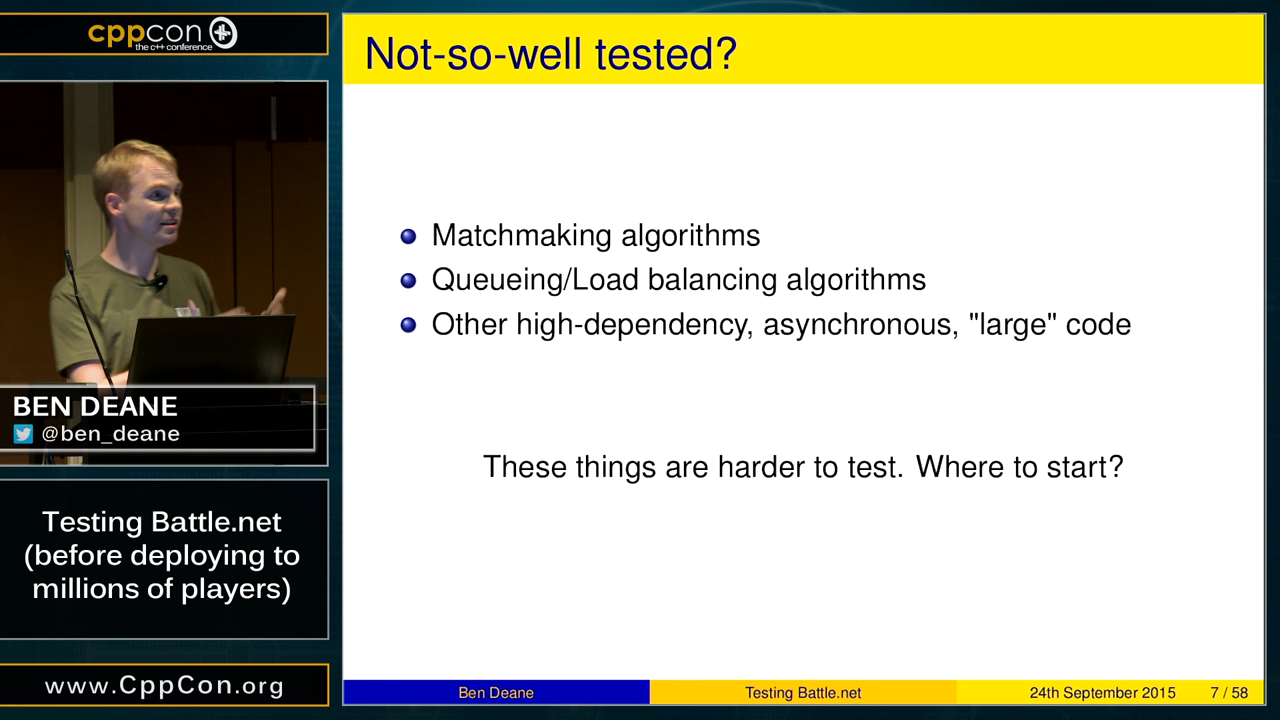 cppcon
the c++ conference
BEN DEANE
@ben_deane
Testing Battle.net
(before deploying to
millions of players)
www.CppCon.org
Not-so-well tested?
Matchmaking algorithms
Queueing/Load balancing algorithms
Other high-dependency, asynchronous, "large" code
These things are harder to test. Where to start?
Ben Deane
Testing Battle.net
24th September 2015
7 / 58